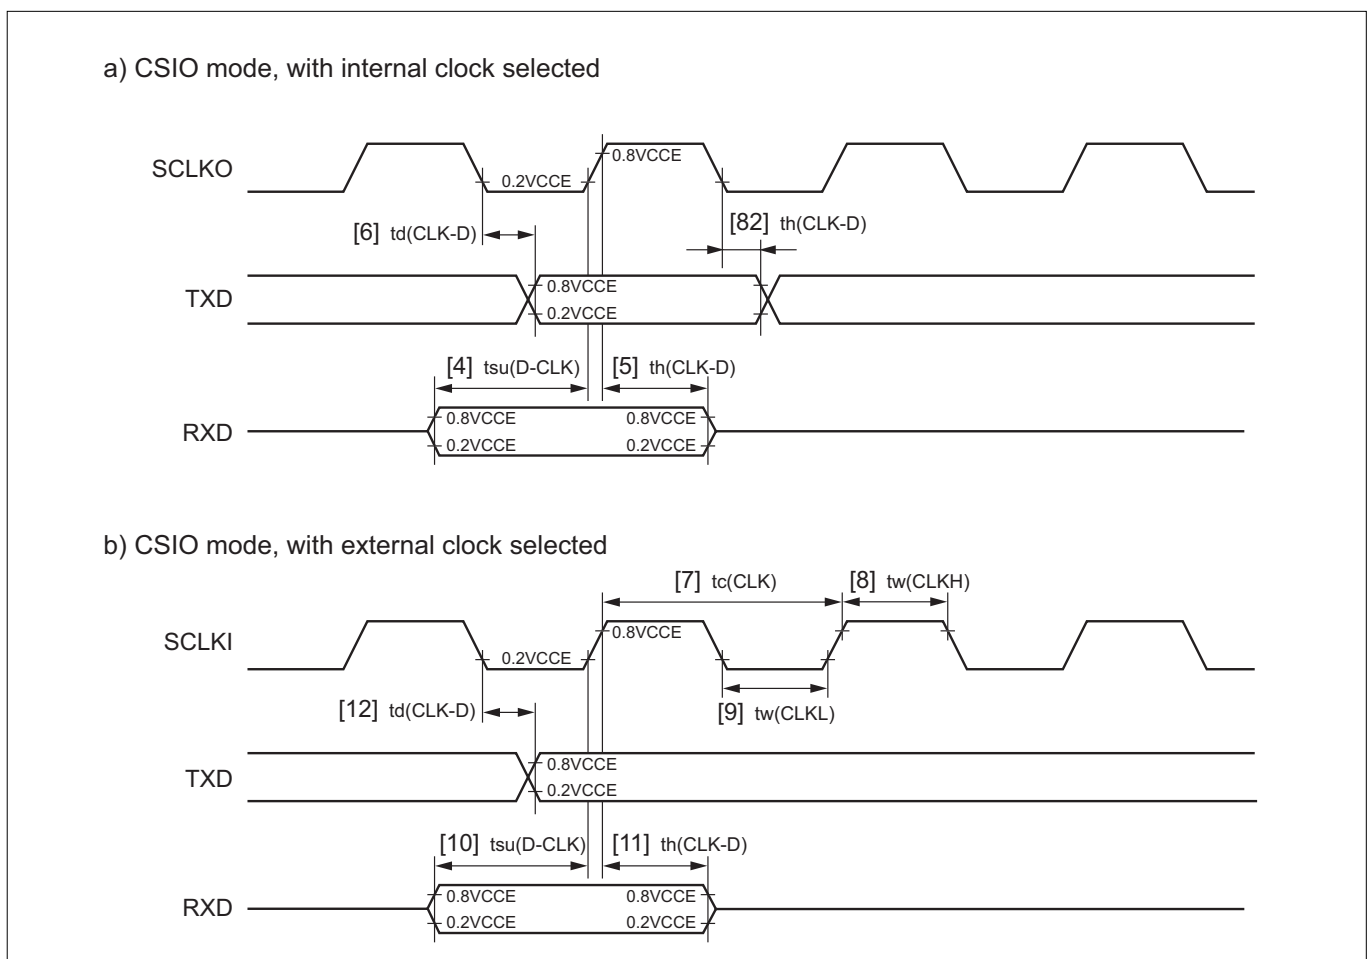 a) CSIO mode, with internal clock selected
SCLKO
0.2VCCE
0.8VCCE
[6] td(CLK-D)
[82] th(CLK-D)
TXD
0.8VCCE
0.2VCCE
[4] tsu(D-CLK)
[5] th(CLK-D)
RXD
0.8VCCE
0.8VCCE
0.2VCCE
0.2VCCE
b) CSIO mode, with external clock selected
[7] tc(CLK)
[8] tw(CLKH)
SCLKI
0.2VCCE
0.8VCCE
[12] td(CLK-D)
[9] tw(CLKL)
TXD
0.8VCCE
0.2VCCE
[10] tsu(D-CLK)
[11] th(CLK-D)
RXD
0.8VCCE
0.8VCCE
0.2VCCE
0.2VCCE